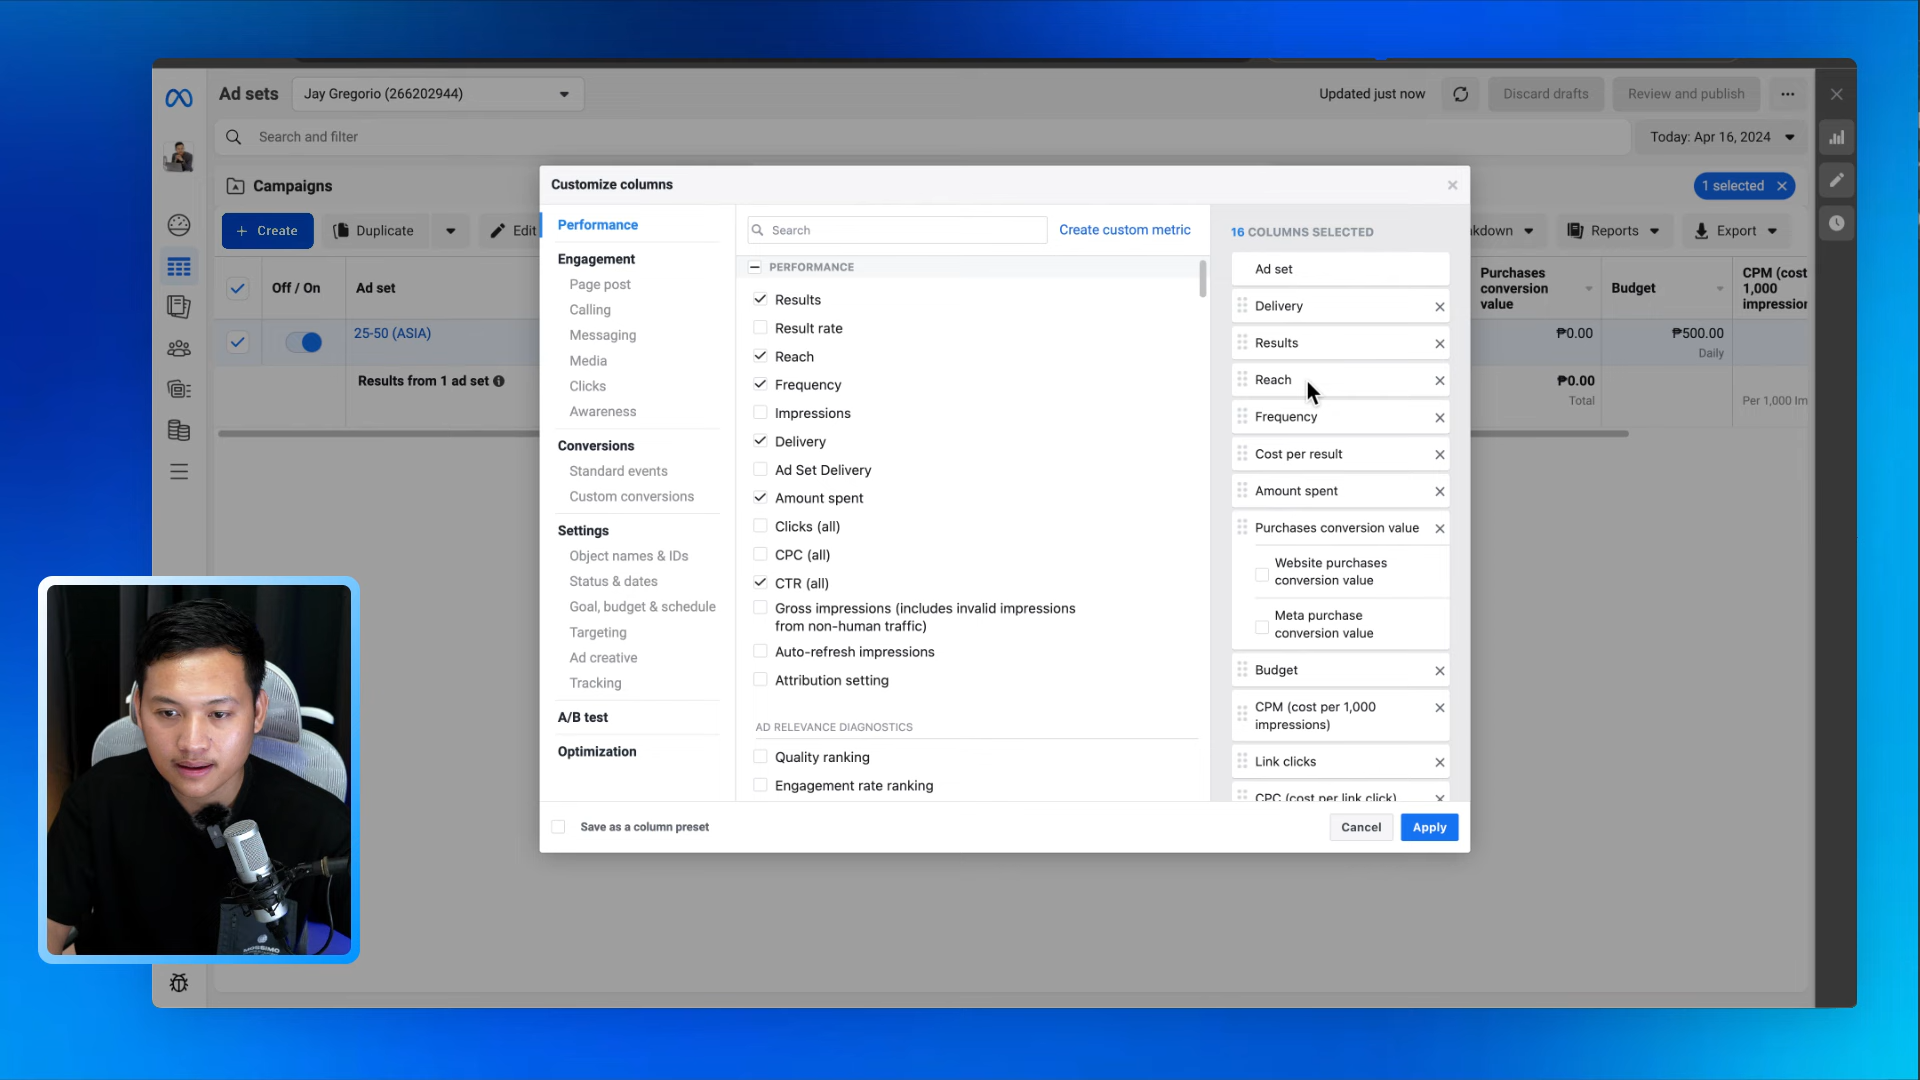 Ad sets
Jay Gregorio (266202944)
Updated just now
Discard drafts
Review and publish
Search and filter
Today: Apr 16, 2024
Campaigns
1 selected
+ Create
Duplicate
Edit
kdown
Reports
Export
Off / On
Ad set
Purchases
conversion
value
Budget
CPM (cost
1,000
impression
25-50 (ASIA)
₱0.00
₱500.00
Daily
Results from 1 ad set
₱0.00
Total
Per 1,000 Im
Customize columns
Performance
Engagement
Page post
Calling
Messaging
Media
Clicks
Awareness
Conversions
Standard events
Custom conversions
Settings
Object names & IDs
Status & dates
Goal, budget & schedule
Targeting
Ad creative
Tracking
A/B test
Optimization
Search
Create custom metric
PERFORMANCE
Results
Result rate
Reach
Frequency
Impressions
Delivery
Ad Set Delivery
Amount spent
Clicks (all)
CPC (all)
CTR (all)
Gross impressions (includes invalid impressions
from non-human traffic)
Auto-refresh impressions
Attribution setting
AD RELEVANCE DIAGNOSTICS
Quality ranking
Engagement rate ranking
16 COLUMNS SELECTED
Ad set
Delivery
Results
Reach
Frequency
Cost per result
Amount spent
Purchases conversion value
Website purchases
conversion value
Meta purchase
conversion value
Budget
CPM (cost per 1,000
impressions)
Link clicks
CPC (cost per link click)
Save as a column preset
Cancel
Apply